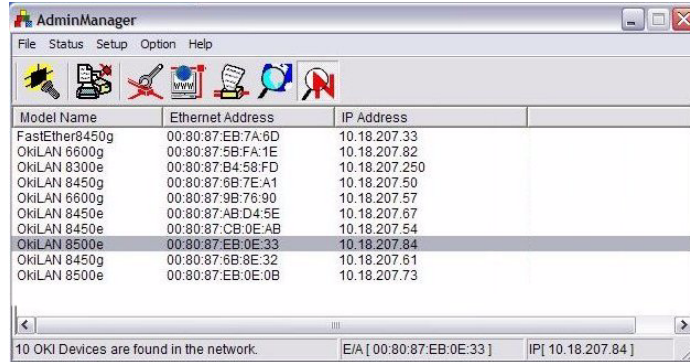 AdminManager
File Status Setup Option Help
Model Name Ethernet Address IP Address
FastEther8450g 00:80:87:EB:7A:6D 10.18.207.33
OkiLAN 6600g 00:80:87:5B:FA:1E 10.18.207.82
OkiLAN 8300e 00:80:87:B4:58:FD 10.18.207.250
OkiLAN 8450g 00:80:87:6B:7E:A1 10.18.207.50
OkiLAN 6600g 00:80:87:9B:76:90 10.18.207.57
OkiLAN 8450e 00:80:87:AB:D4:5E 10.18.207.67
OkiLAN 8450e 00:80:87:CB:0E:AB 10.18.207.54
OkiLAN 8500e 00:80:87:EB:0E:33 10.18.207.84
OkiLAN 8450g 00:80:87:6B:8E:32 10.18.207.61
OkiLAN 8500e 00:80:87:EB:0E:0B 10.18.207.73
10 OKI Devices are found in the network. E/A [ 00:80:87:EB:0E:33 ] IP[ 10.18.207.84 ]